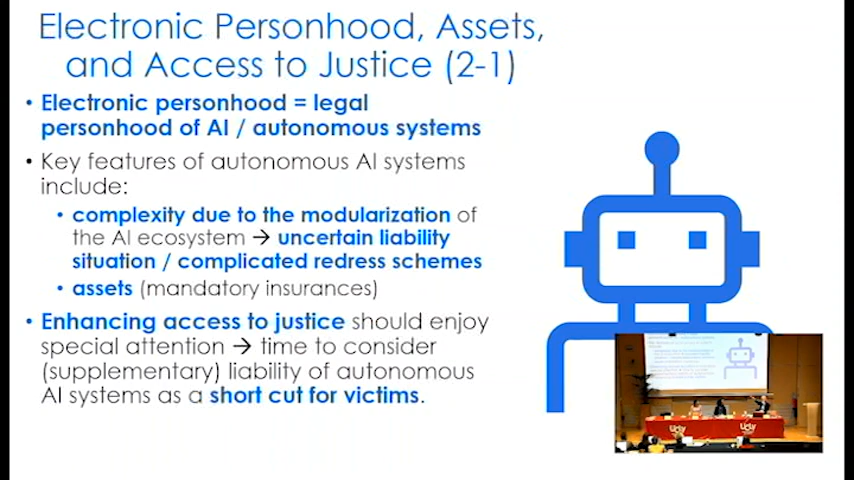 Electronic Personhood, Assets,
and Access to Justice (2-1)
• Electronic personhood = legal
personhood of AI / autonomous systems
• Key features of autonomous AI systems
include:
• complexity due to the modularization of
the AI ecosystem → uncertain liability
situation / complicated redress schemes
• assets (mandatory insurances)
• Enhancing access to justice should enjoy
special attention → time to consider
(supplementary) liability of autonomous
AI systems as a short cut for victims.